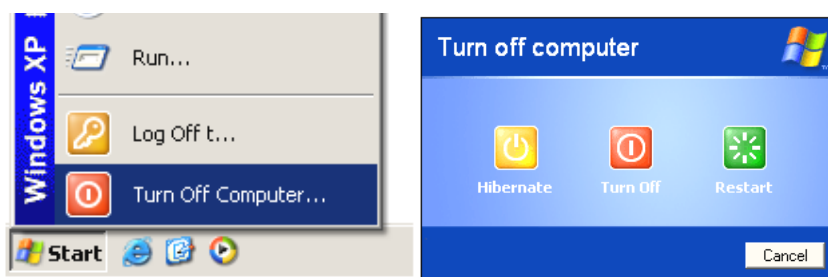 Windows XP
Run...
Log Off t...
Turn Off Computer...
Start
Turn off computer
Hibernate
Turn Off
Restart
Cancel